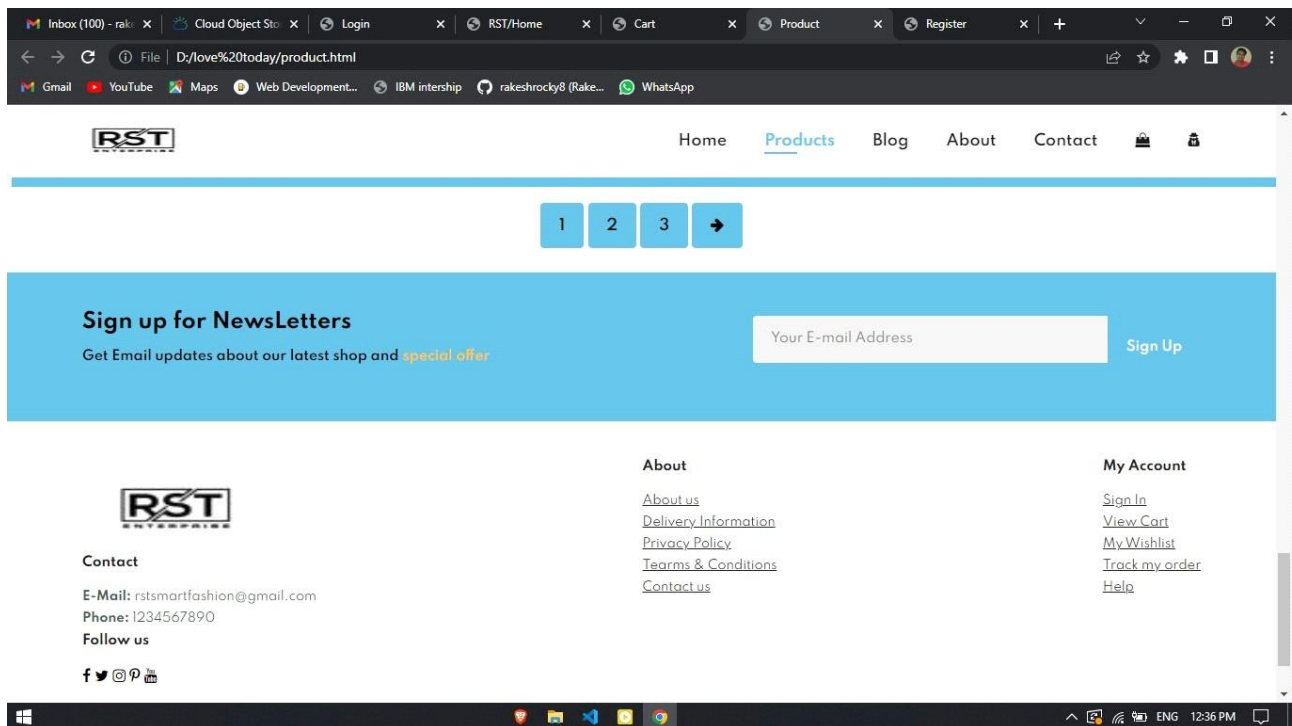 Inbox (100) - rake
Cloud Object Sto
Login
RST/Home
Cart
Product
Register
File
D:/love%20today/product.html
Gmail
YouTube
Maps
Web Development...
IBM intership
rakeshrocky8 (Rake...
WhatsApp
RST
ENTERPRISE
Home
Products
Blog
About
Contact
1
2
3
Sign up for NewsLetters
Get Email updates about our latest shop and special offer
Your E-mail Address
Sign Up
RST
ENTERPRISE
Contact
E-Mail: rstsmartfashion@gmail.com
Phone: 1234567890
Follow us
About
About us
Delivery Information
Privacy Policy
Tearms & Conditions
Contact us
My Account
Sign In
View Cart
My Wishlist
Track my order
Help
ENG
12:36 PM